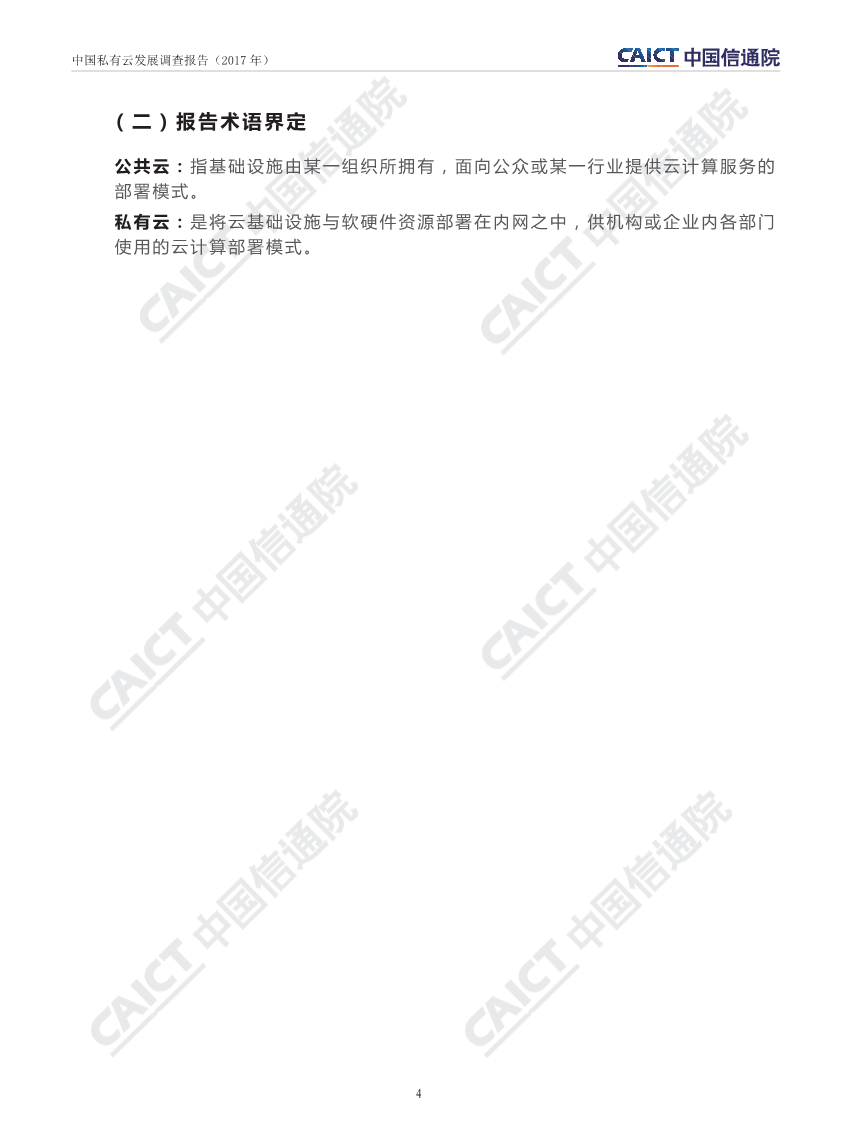 中国私有云发展调查报告（2017 年）
CAICT 中国信通院
（二）报告术语界定
公共云：指基础设施由某一组织所拥有，面向公众或某一行业提供云计算服务的
部署模式。
私有云：是将云基础设施与软硬件资源部署在内网之中，供机构或企业内各部门
使用的云计算部署模式。
CAICT 中国信通院
CAICT 中国信通院
CAICT 中国信通院
CAICT 中国信通院
CAICT 中国信通院
CAICT 中国信通院
4